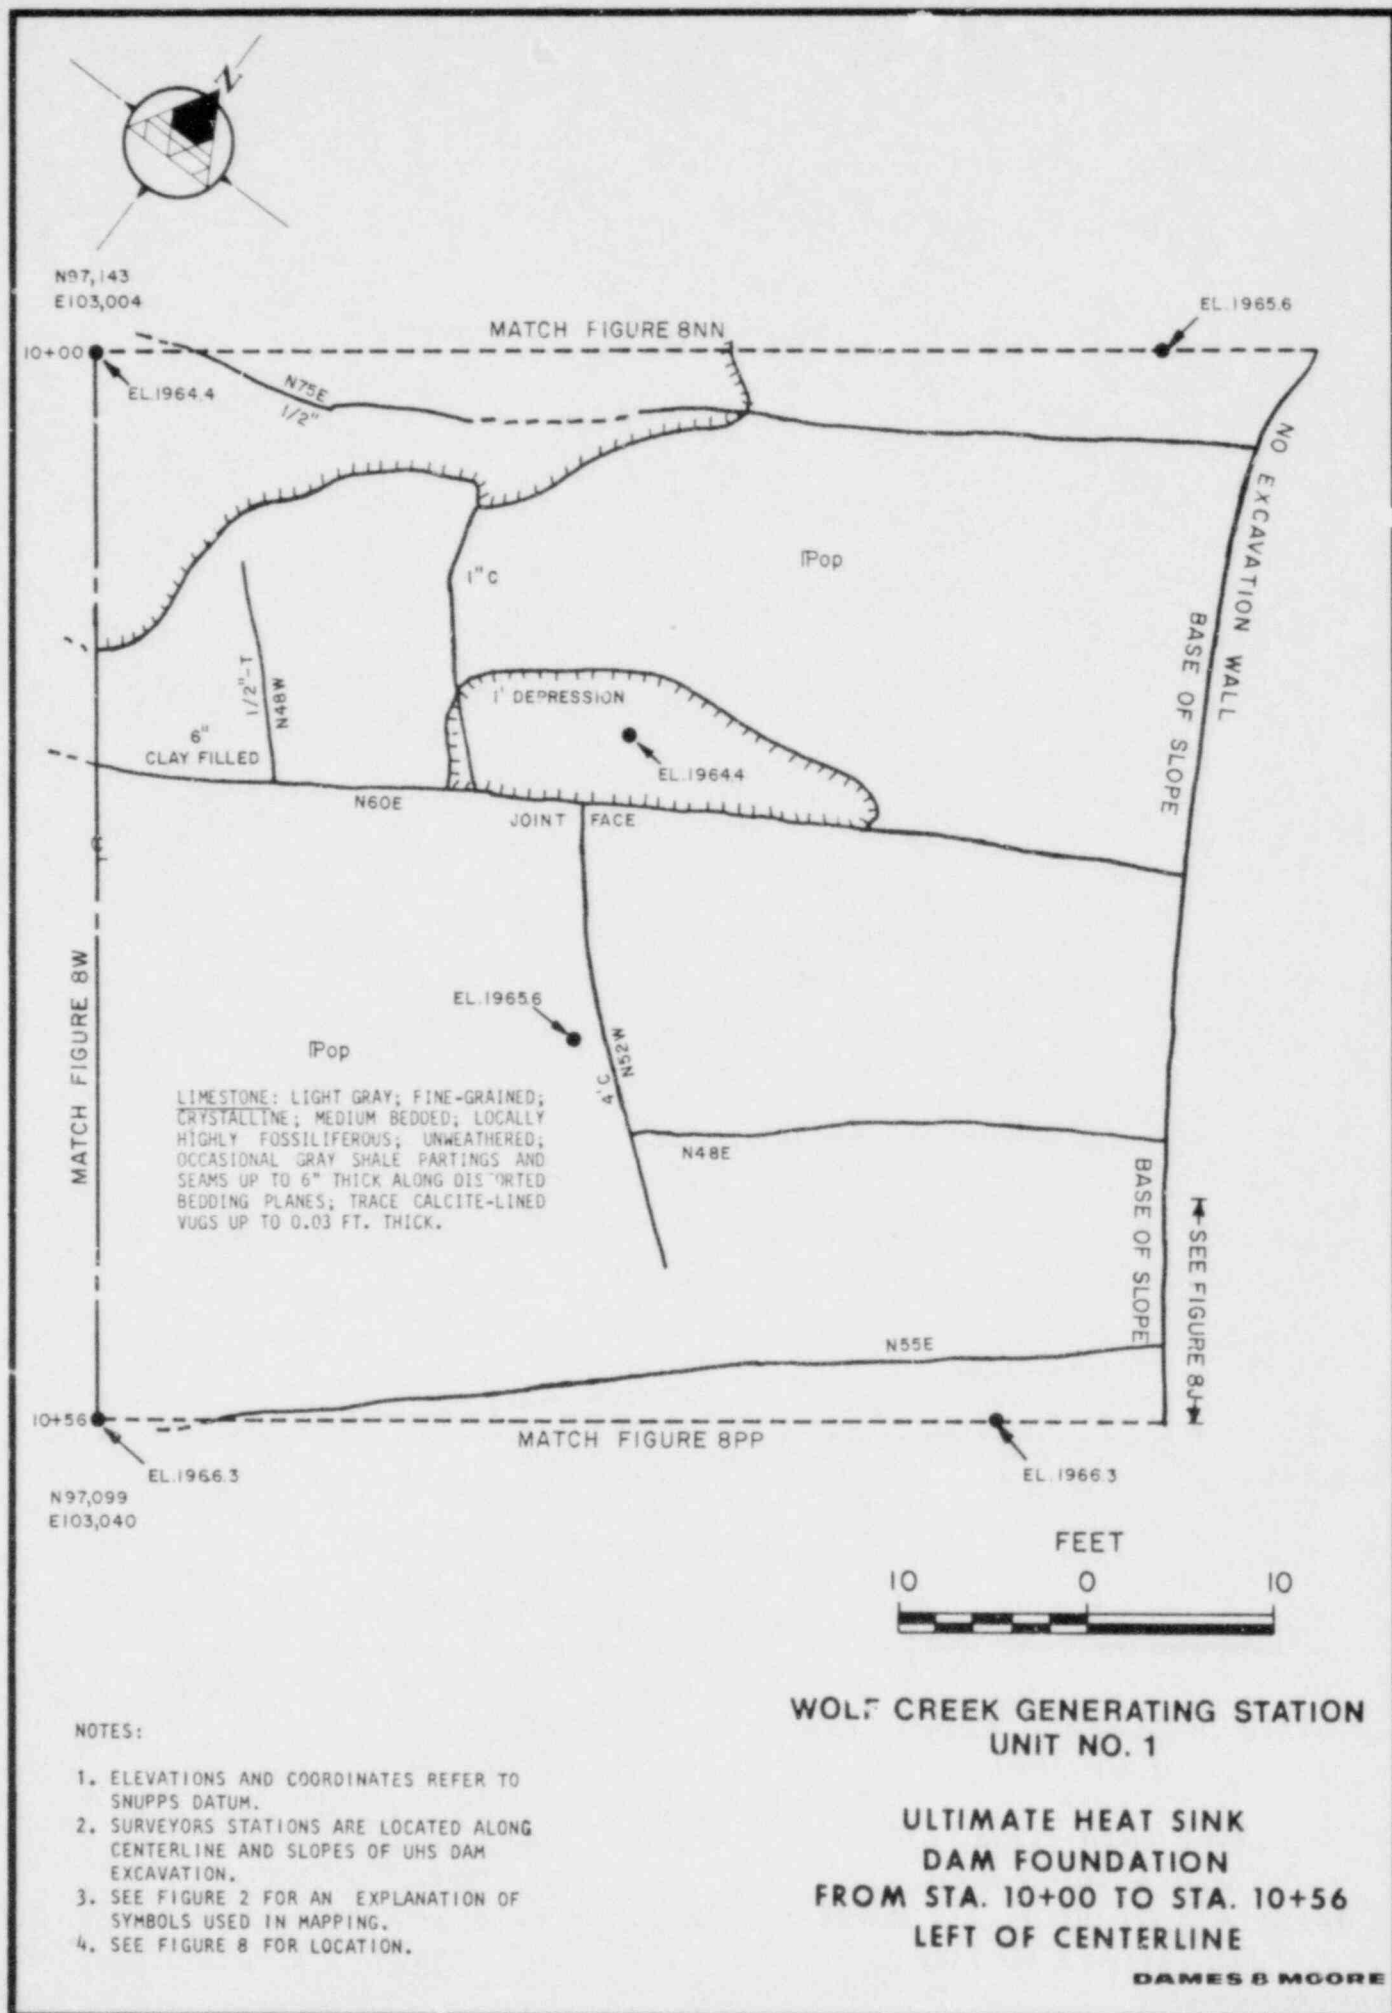 N
N97,143
E103,004
10+00
MATCH FIGURE 8NN
EL.1965.6
EL.1964.4
N75E
1/2"
NO EXCAVATION WALL
1"C
IPop
BASE OF SLOPE
1/2"-T
N48W
6"
CLAY FILLED
1' DEPRESSION
EL.1964.4
N60E
JOINT FACE
MATCH FIGURE 8W
EL.1965.6
N52W
4'C
IPop
LIMESTONE: LIGHT GRAY; FINE-GRAINED;
CRYSTALLINE; MEDIUM BEDDED; LOCALLY
HIGHLY FOSSILIFEROUS; UNWEATHERED;
OCCASIONAL GRAY SHALE PARTINGS AND
SEAMS UP TO 6" THICK ALONG DISTORTED
BEDDING PLANES; TRACE CALCITE-LINED
VUGS UP TO 0.03 FT. THICK.
N48E
BASE OF SLOPE
SEE FIGURE 8J
N55E
10+56
MATCH FIGURE 8PP
EL.1966.3
EL.1966.3
N97,099
E103,040
FEET
10 0 10
WOLF CREEK GENERATING STATION
UNIT NO. 1
ULTIMATE HEAT SINK
DAM FOUNDATION
FROM STA. 10+00 TO STA. 10+56
LEFT OF CENTERLINE
NOTES:
1. ELEVATIONS AND COORDINATES REFER TO
SNUPPS DATUM.
2. SURVEYORS STATIONS ARE LOCATED ALONG
CENTERLINE AND SLOPES OF UHS DAM
EXCAVATION.
3. SEE FIGURE 2 FOR AN EXPLANATION OF
SYMBOLS USED IN MAPPING.
4. SEE FIGURE 8 FOR LOCATION.
DAMES & MOORE